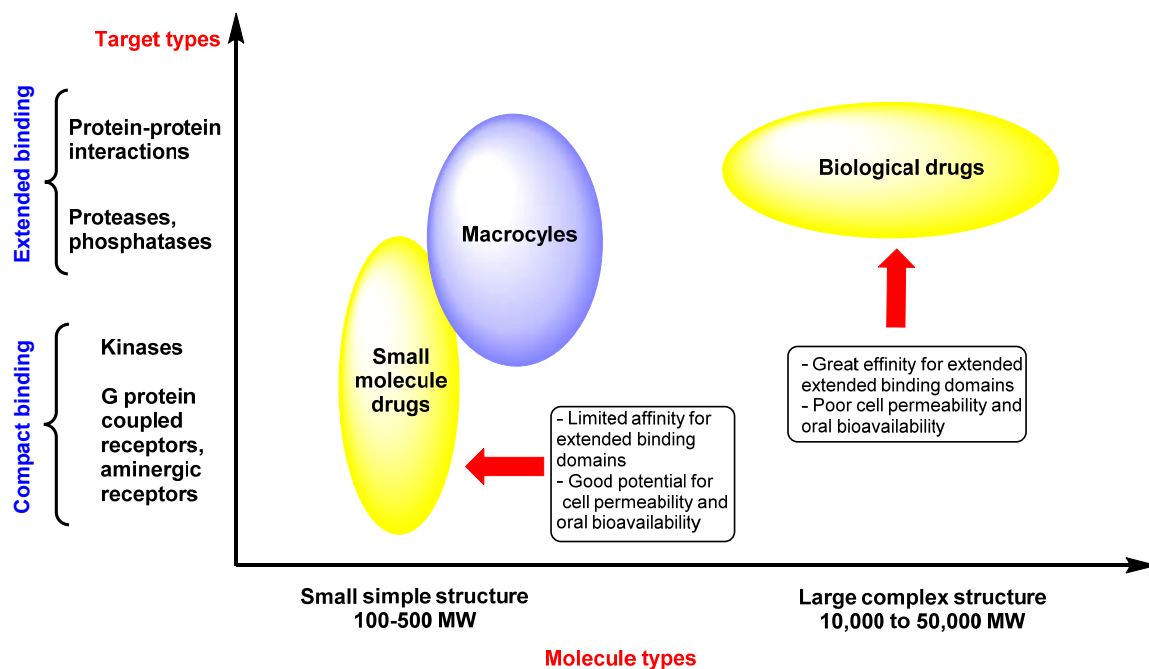 Target types
Extended binding
Protein-protein
interactions
Proteases,
phosphatases
Compact binding
Kinases
G protein
coupled
receptors,
aminergic
receptors
Macrocyles
Small
molecule
drugs
Biological drugs
- Limited affinity for
extended binding
domains
- Good potential for
cell permeability and
oral bioavailability
- Great effinity for extended
extended binding domains
- Poor cell permeability and
oral bioavailability
Small simple structure
100-500 MW
Large complex structure
10,000 to 50,000 MW
Molecule types